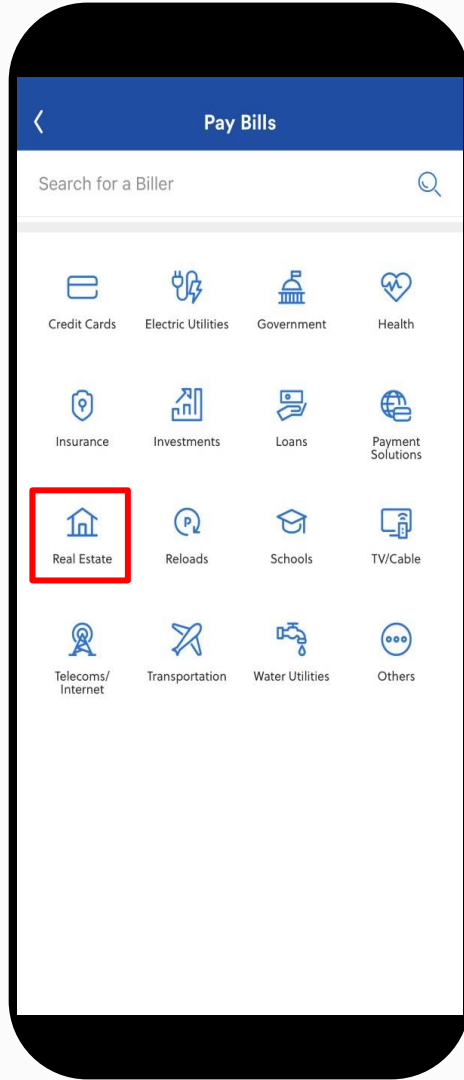 Pay Bills
Search for a Biller
Credit Cards
Electric Utilities
Government
Health
Insurance
Investments
Loans
Payment
Solutions
Real Estate
P
Reloads
Schools
TV/Cable
Telecoms/
Internet
Transportation
Water Utilities
Others